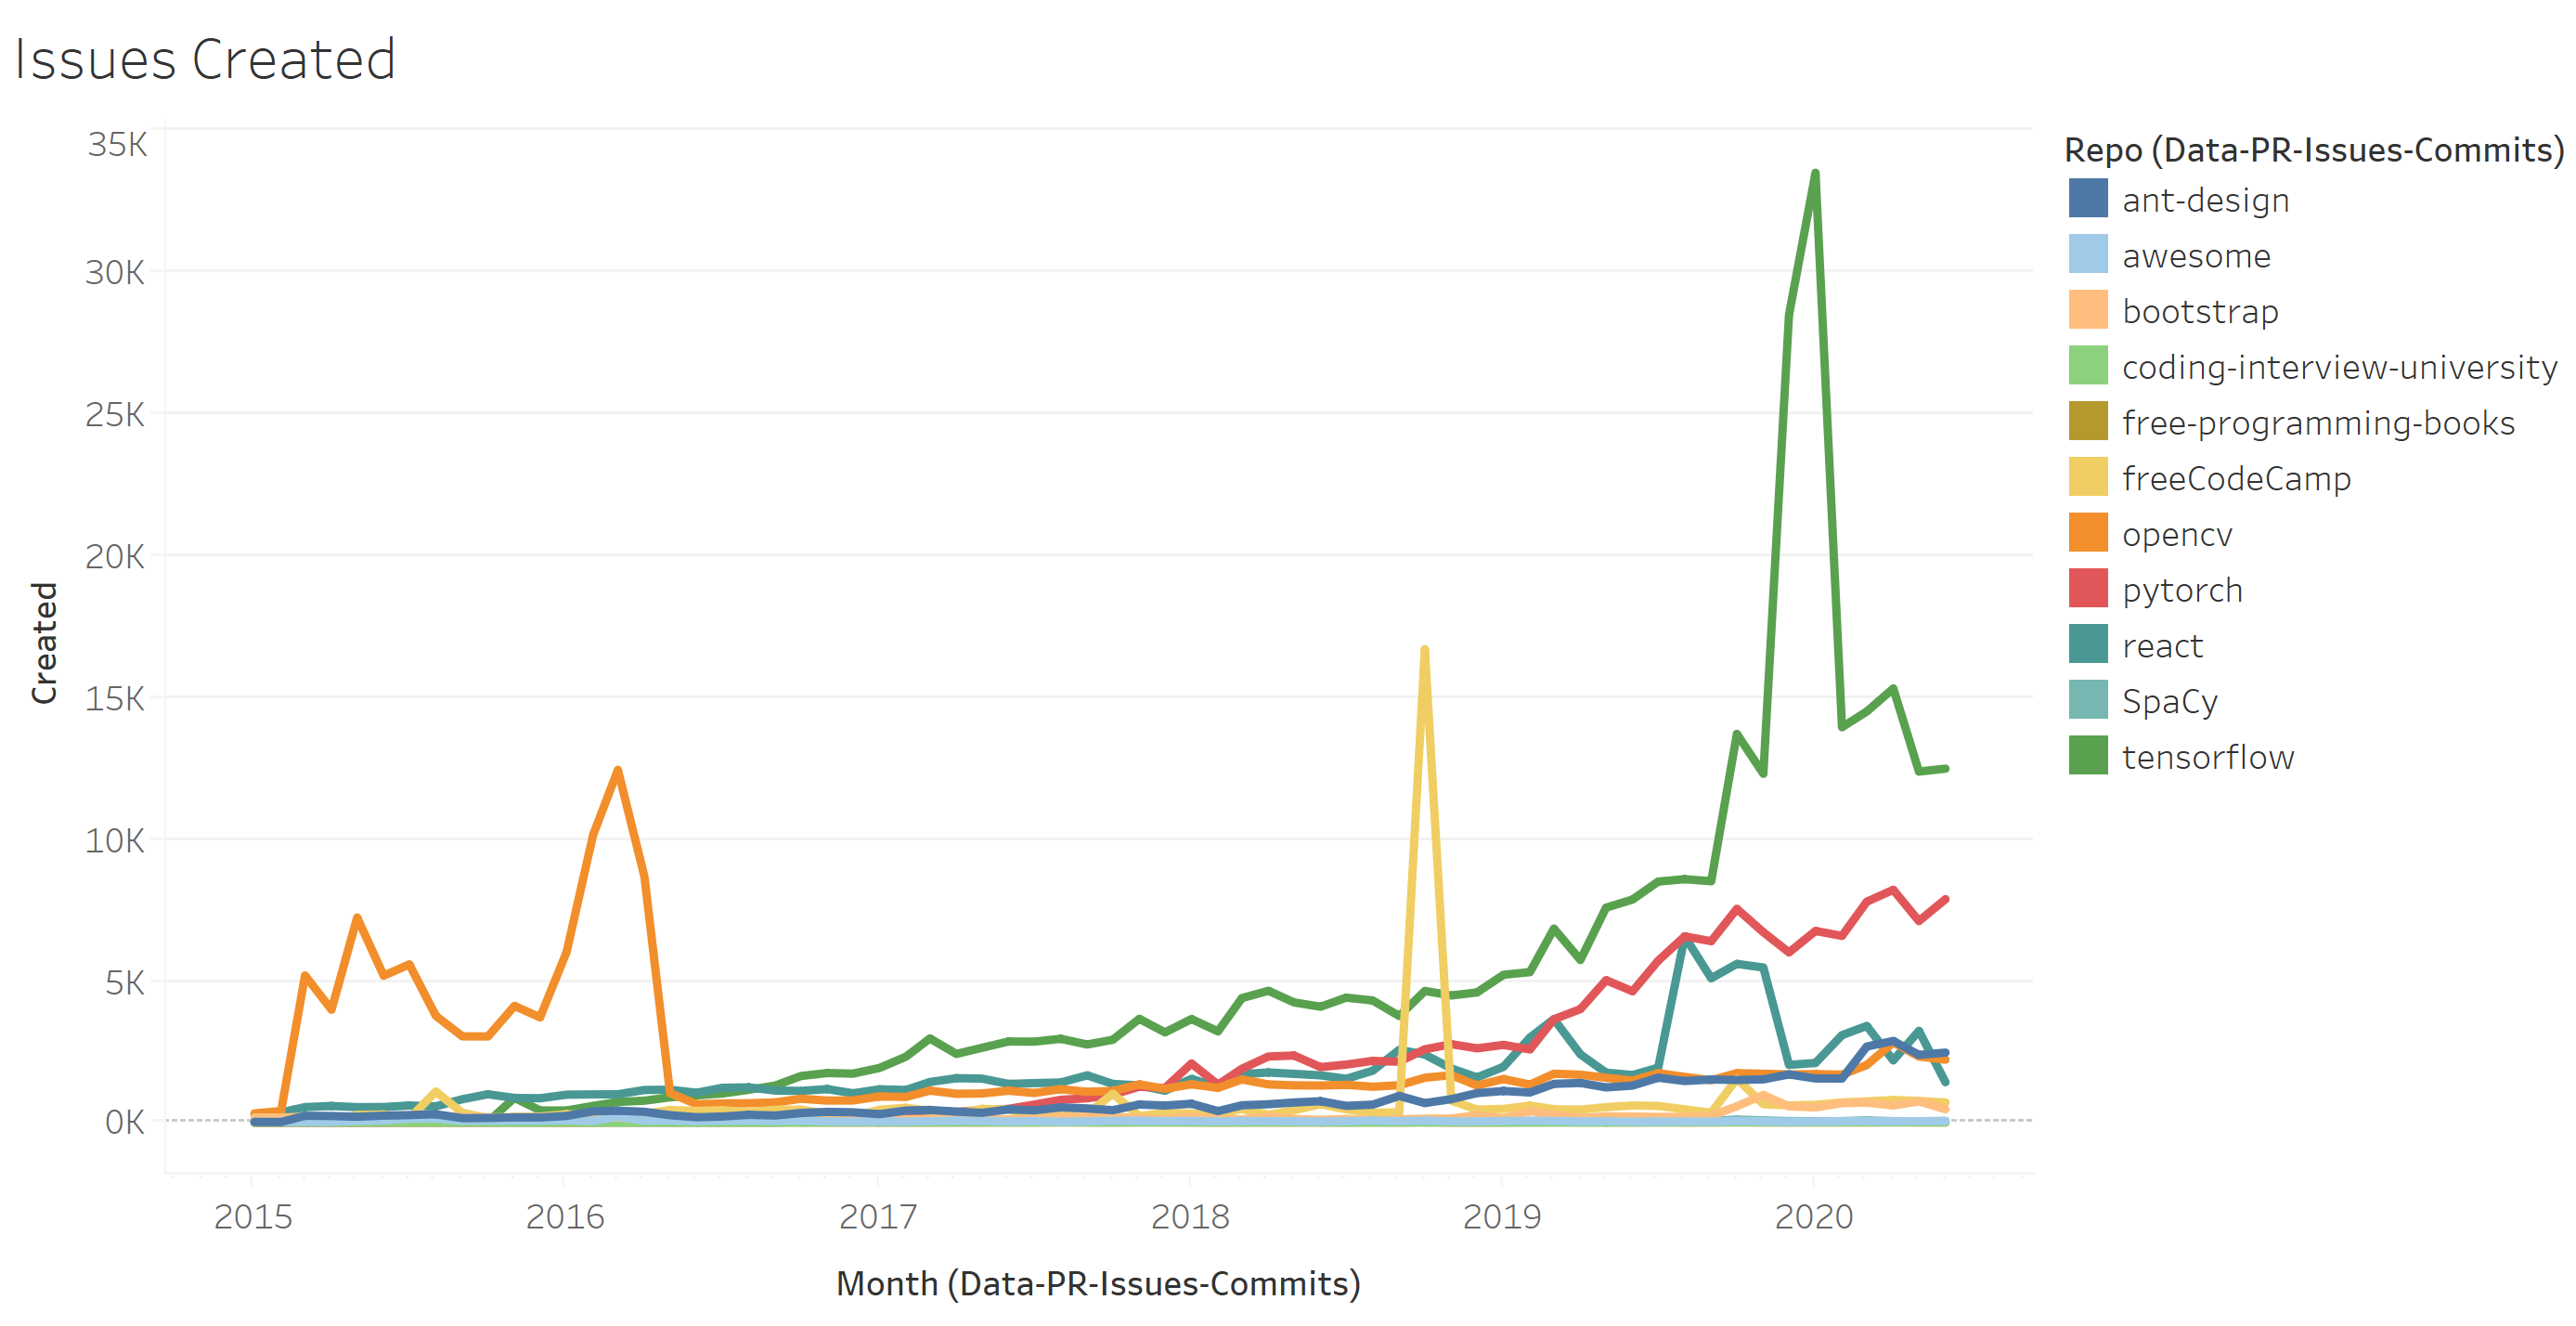 Issues Created
35K
30K
25K
20K
15K
10K
5K
0K
Created
2015 2016 2017 2018 2019 2020
Month (Data-PR-Issues-Commits)
Repo (Data-PR-Issues-Commits)
ant-design
awesome
bootstrap
coding-interview-university
free-programming-books
freeCodeCamp
opencv
pytorch
react
SpaCy
tensorflow